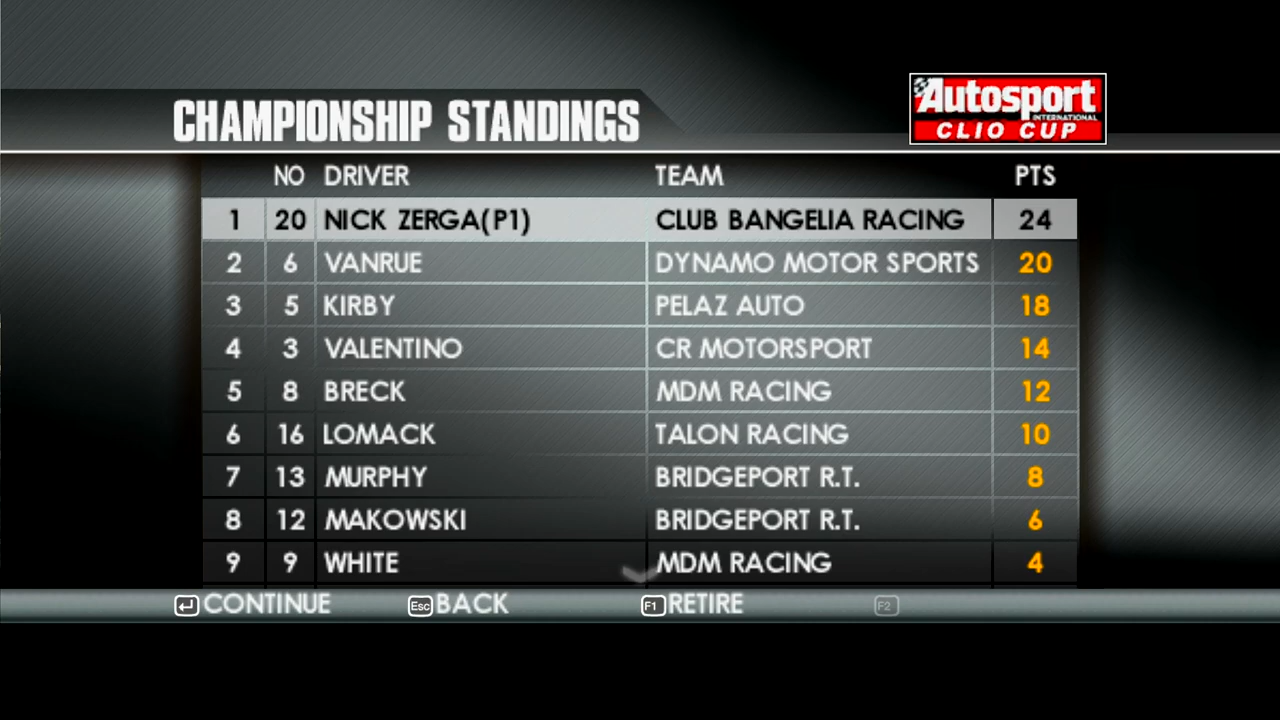 CHAMPIONSHIP STANDINGS
Autosport
INTERNATIONAL
CLIO CUP
NO DRIVER TEAM PTS
1 20 NICK ZERGA(P1) CLUB BANGELIA RACING 24
2 6 VANRUE DYNAMO MOTOR SPORTS 20
3 5 KIRBY PELAZ AUTO 18
4 3 VALENTINO CR MOTORSPORT 14
5 8 BRECK MDM RACING 12
6 16 LOMACK TALON RACING 10
7 13 MURPHY BRIDGEPORT R.T. 8
8 12 MAKOWSKI BRIDGEPORT R.T. 6
9 9 WHITE MDM RACING 4
CONTINUE Esc BACK F1 RETIRE F2